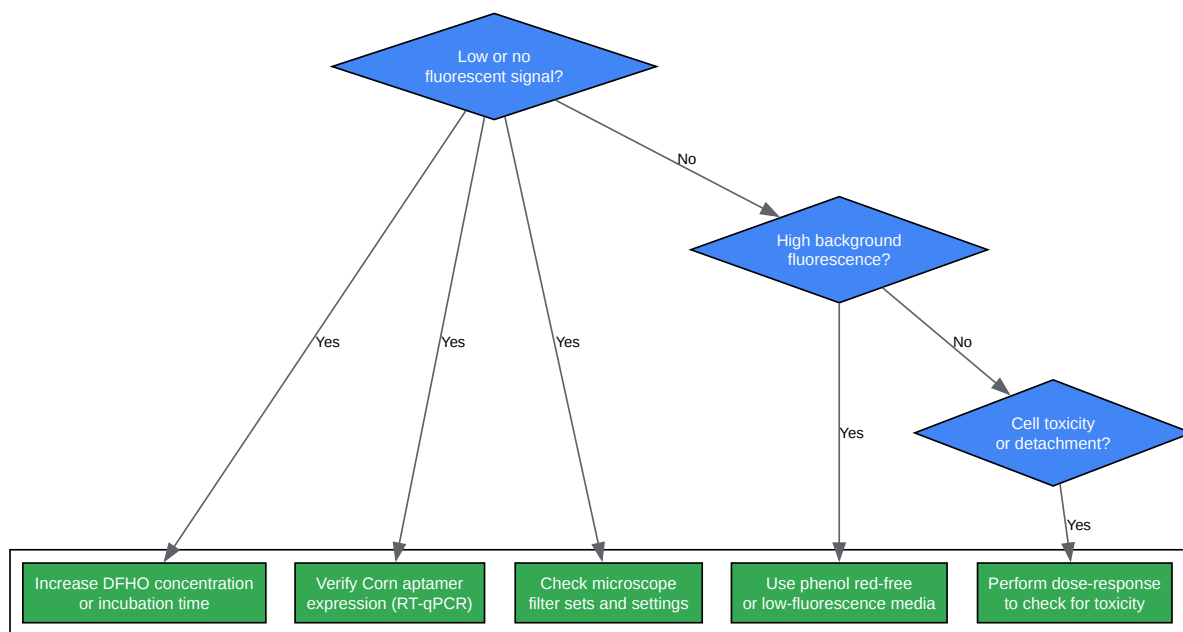 Low or no
fluorescent signal?
No
High background
fluorescence?
Yes
Yes
Yes
No
Cell toxicity
or detachment?
Yes
Yes
Increase DFHO concentration
or incubation time
Verify Corn aptamer
expression (RT-qPCR)
Check microscope
filter sets and settings
Use phenol red-free
or low-fluorescence media
Perform dose-response
to check for toxicity